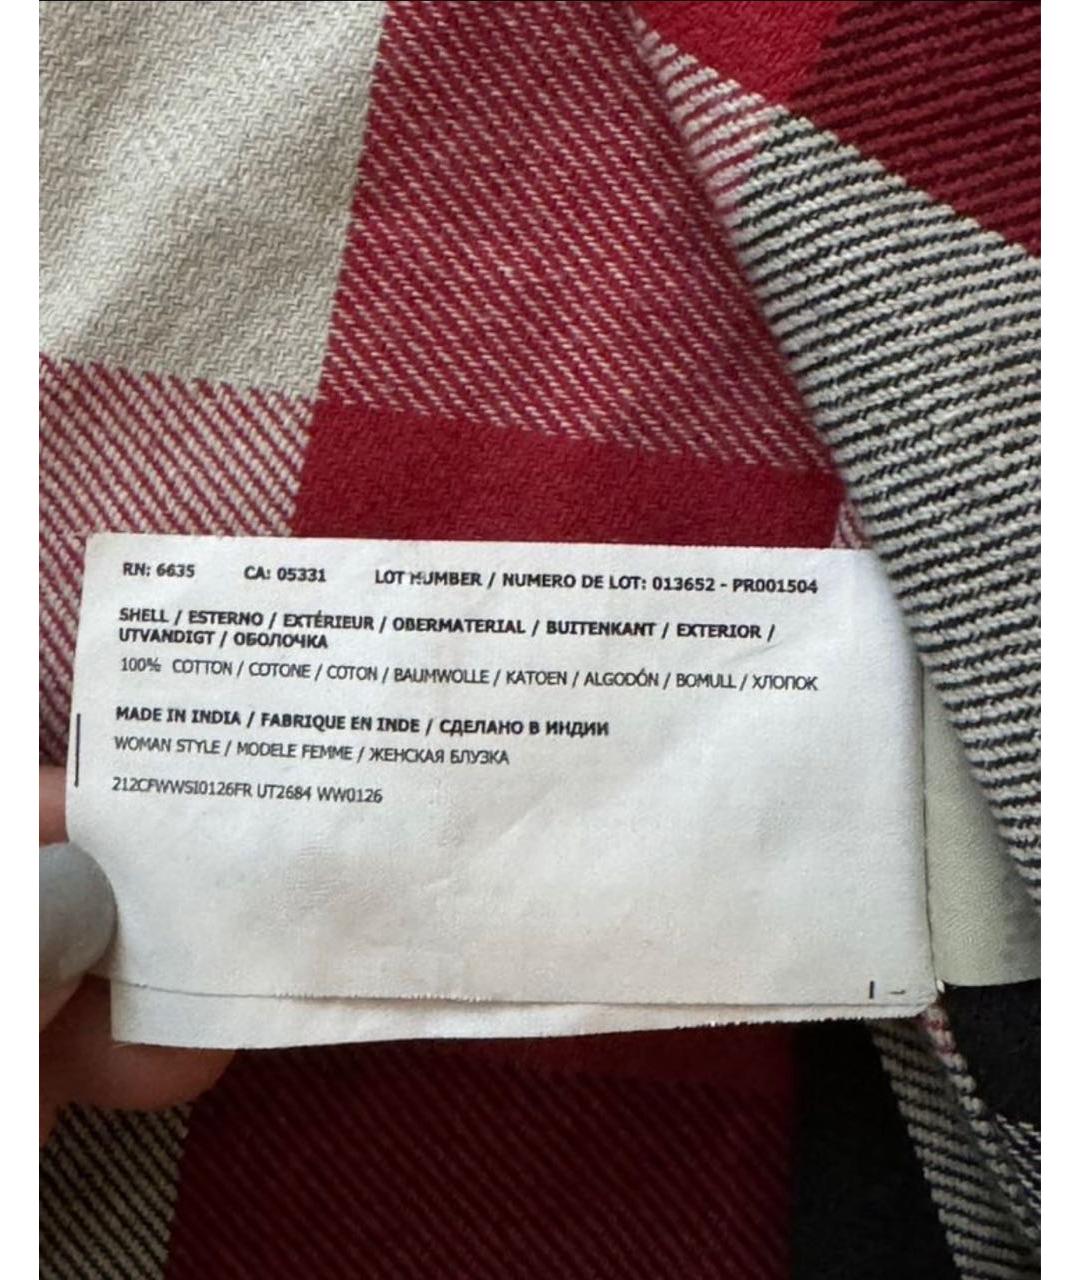 RN: 6635 CA: 05331 LOT NUMBER / NUMERO DE LOT: 013652 - PR001504
SHELL / ESTERNO / EXTÉRIEUR / OBERMATERIAL / BUITENKANT / EXTERIOR /
UTVANDIGT / ОБОЛОЧКА
100% COTTON / COTONE / COTON / BAUMWOLLE / KATOEN / ALGODÓN / BOMULL / ХЛОПОК
MADE IN INDIA / FABRIQUE EN INDE / СДЕЛАНО В ИНДИИ
WOMAN STYLE / MODELE FEMME / ЖЕНСКАЯ БЛУЗКА
212CFWWSI0126FR UT2684 WW0126